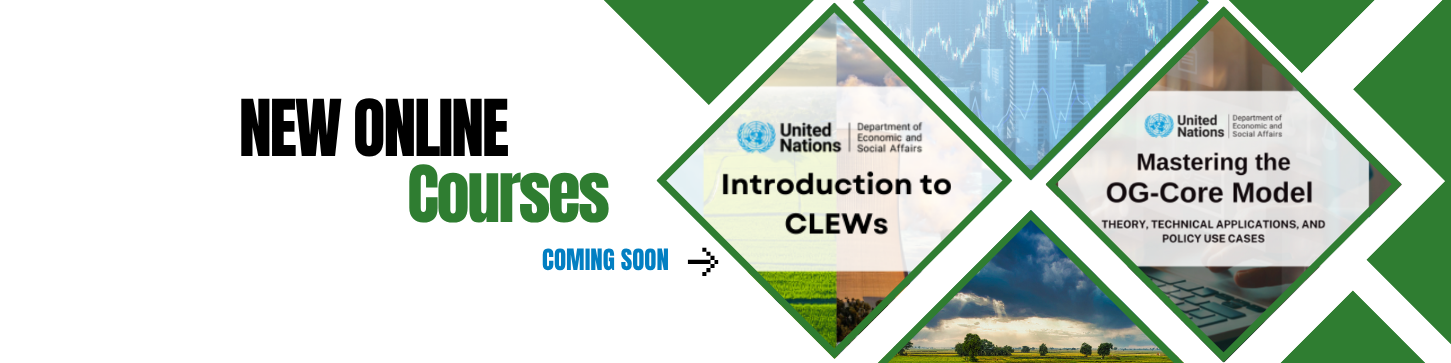 NEW ONLINE
Courses
COMING SOON
United
Nations
Department of
Economic and
Social Affairs
Introduction to
CLEWs
United
Nations
Department of
Economic and
Social Affairs
Mastering the
OG-Core Model
THEORY, TECHNICAL APPLICATIONS, AND
POLICY USE CASES